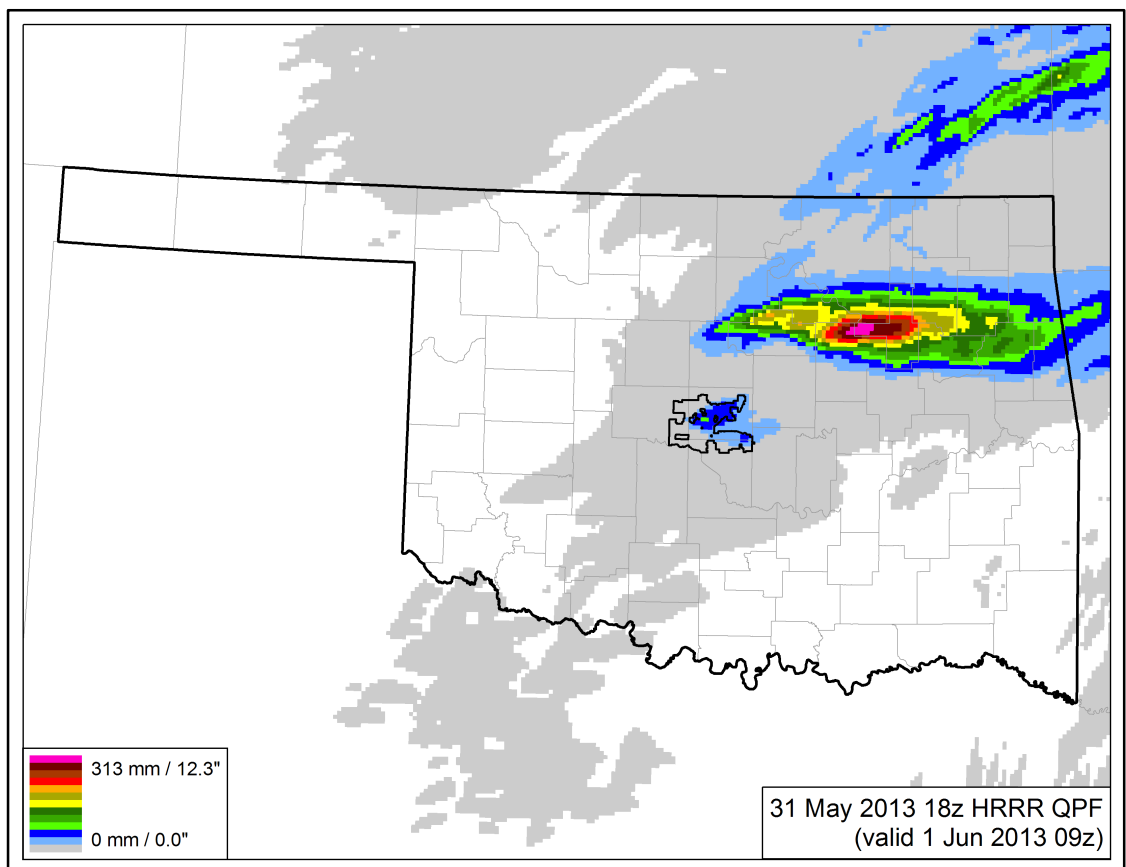 313 mm / 12.3"
0 mm / 0.0"
31 May 2013 18z HRRR QPF
(valid 1 Jun 2013 09z)